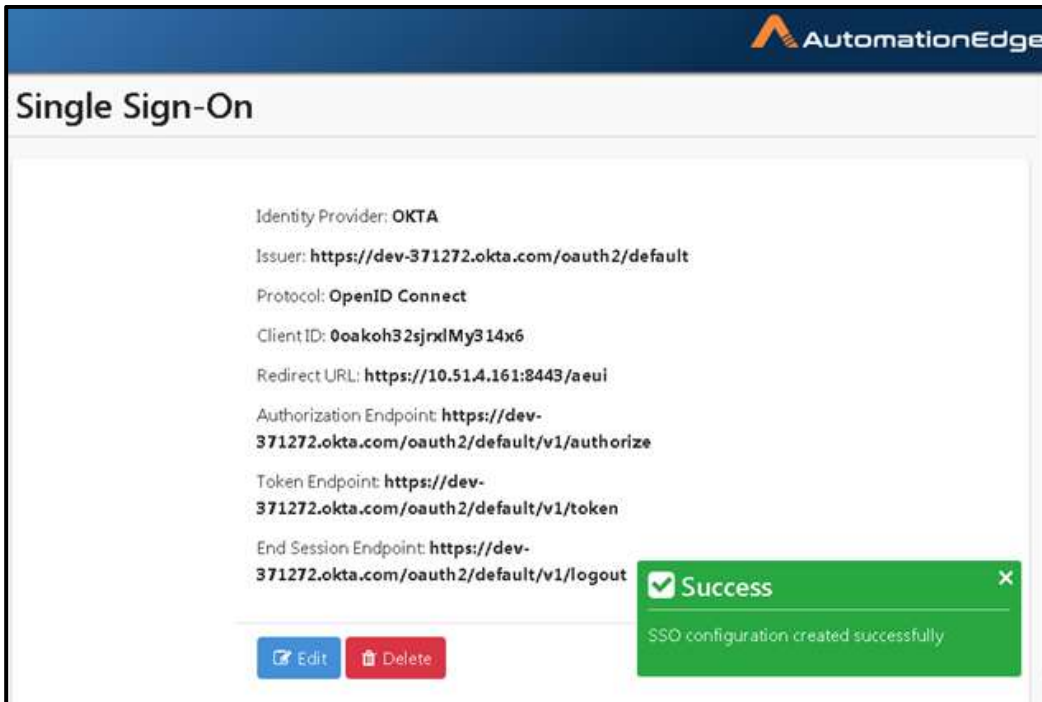 AutomationEdge
Single Sign-On
Identity Provider: OKTA
Issuer: https://dev-371272.okta.com/oauth2/default
Protocol: OpenID Connect
Client ID: 0oakoh32sjrxlMy314x6
Redirect URL: https://10.51.4.161:8443/aeui
Authorization Endpoint: https://dev-
371272.okta.com/oauth2/default/v1/authorize
Token Endpoint: https://dev-
371272.okta.com/oauth2/default/v1/token
End Session Endpoint: https://dev-
371272.okta.com/oauth2/default/v1/logout
Success
SSO configuration created successfully
Edit
Delete